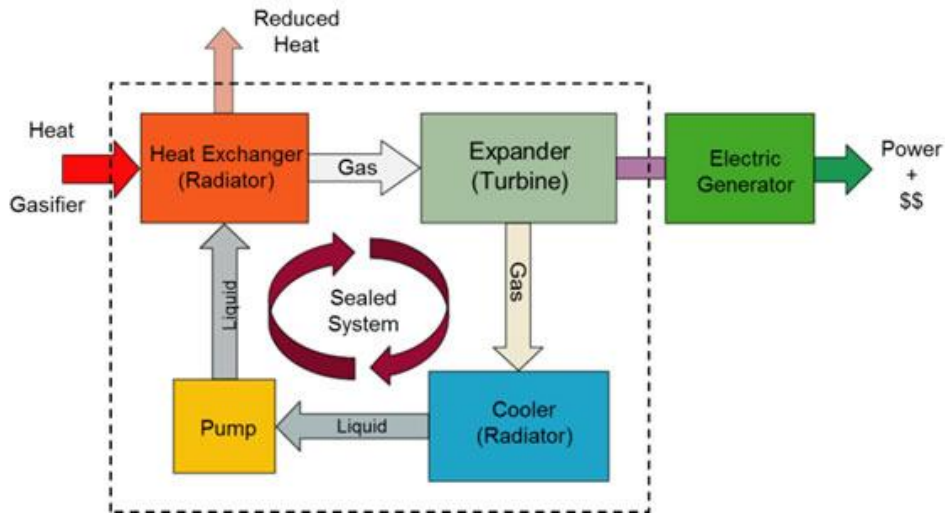 Reduced
Heat
Heat
Gasifier
Heat Exchanger
(Radiator)
Gas
Expander
(Turbine)
Electric
Generator
Power
+
$$
Liquid
Sealed
System
Gas
Pump
Liquid
Cooler
(Radiator)